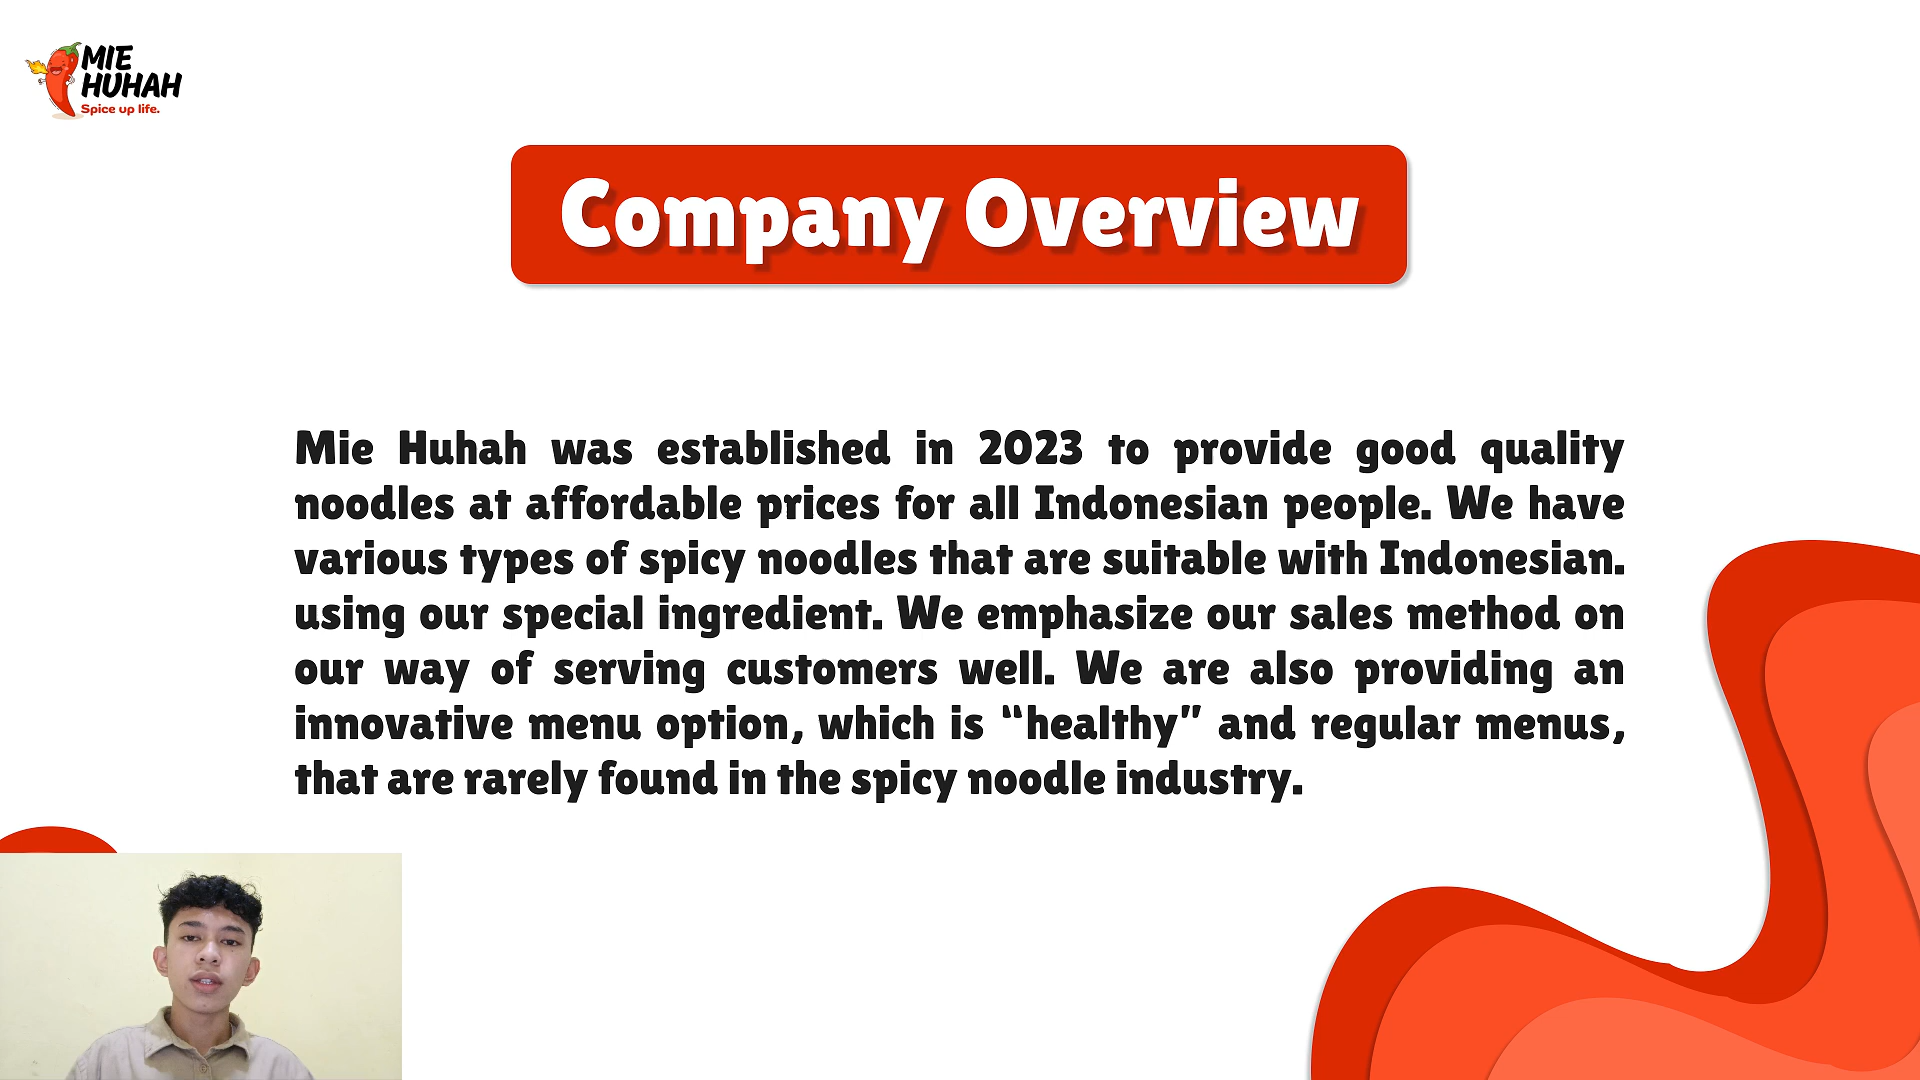 MIE
HUHAH
Spice up life.
Company Overview
Mie Huhah was established in 2023 to provide good quality
noodles at affordable prices for all Indonesian people. We have
various types of spicy noodles that are suitable with Indonesian.
using our special ingredient. We emphasize our sales method on
our way of serving customers well. We are also providing an
innovative menu option, which is “healthy” and regular menus,
that are rarely found in the spicy noodle industry.